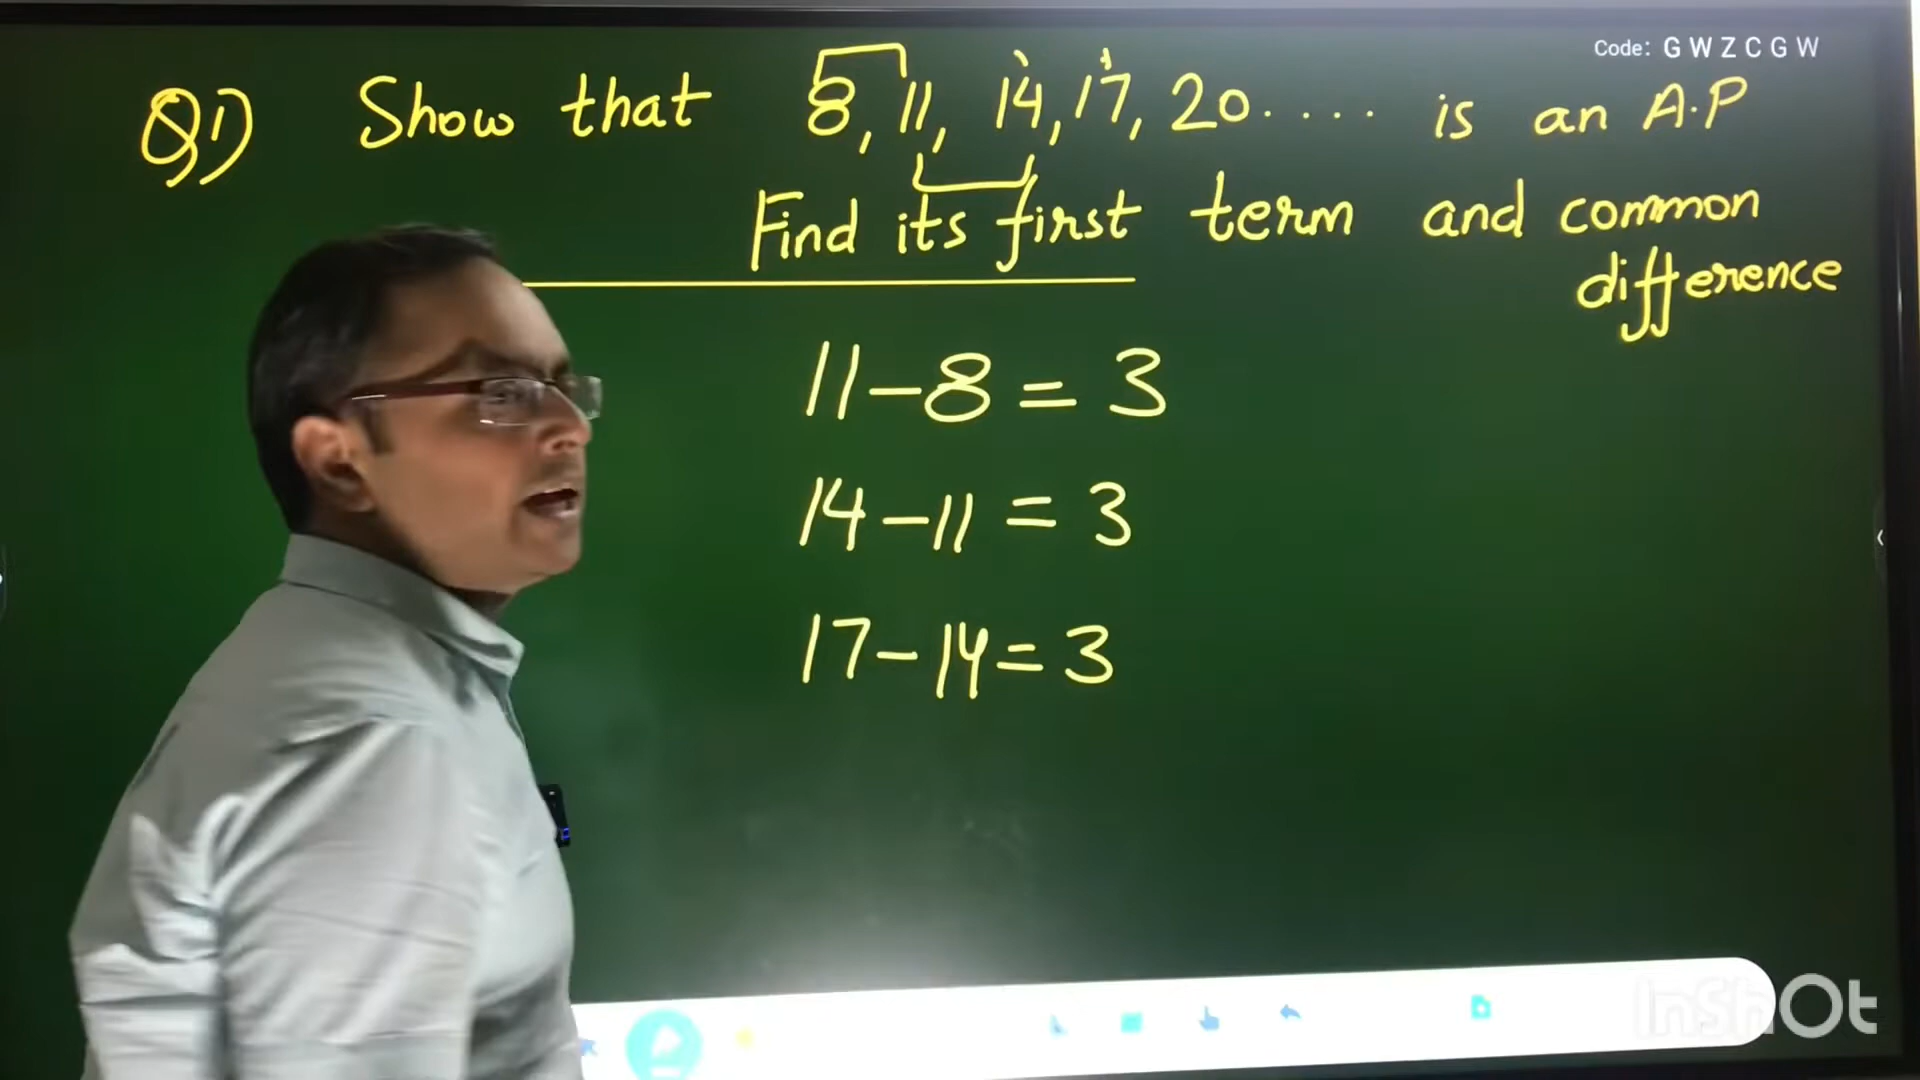 Code: GWZCGW
Q1) Show that 8, 11, 14, 17, 20. . . . . is an A.P
Find its first term and common
difference
11-8 = 3
14-11 = 3
17-14=3
InShOt